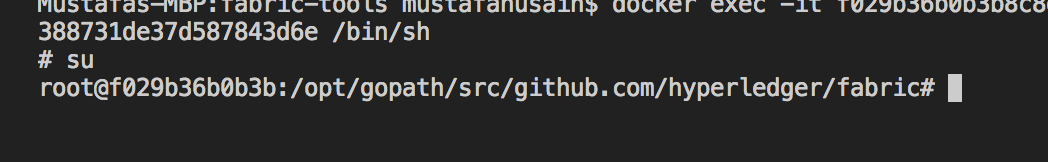 Mustafas-MBP:fabric-tools mustafahusain$ docker exec -it f029b36b0b3b8c8
388731de37d587843d6e /bin/sh
# su
root@f029b36b0b3b:/opt/gopath/src/github.com/hyperledger/fabric#